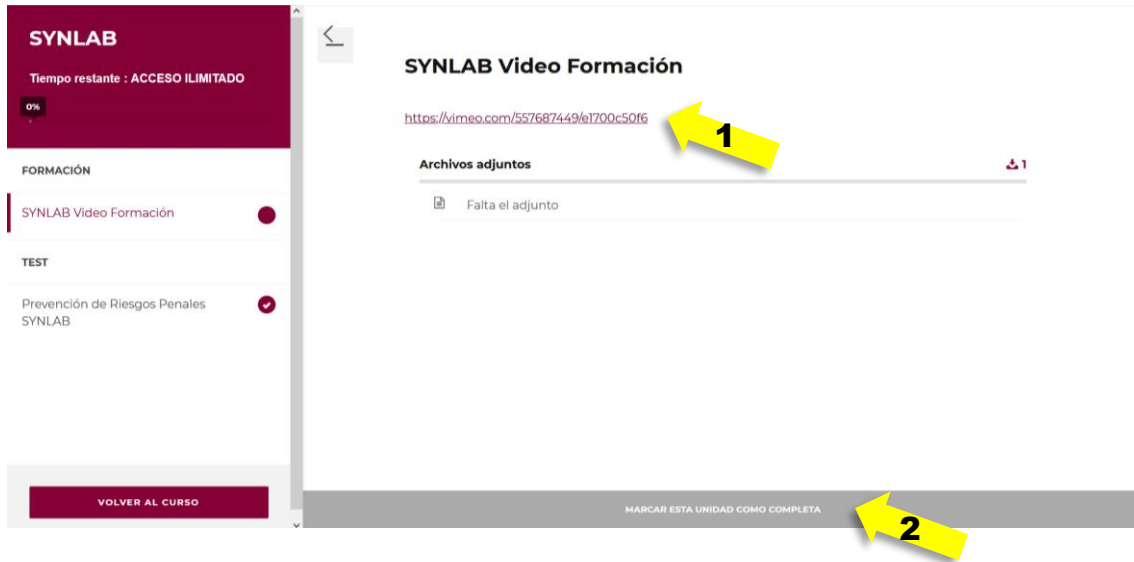 SYNLAB
Tiempo restante : ACCESO ILIMITADO
0%
FORMACIÓN
SYNLAB Video Formación
TEST
Prevención de Riesgos Penales
SYNLAB
VOLVER AL CURSO
SYNLAB Video Formación
https://vimeo.com/557687449/e1700c50f6
1
Archivos adjuntos
1
Falta el adjunto
MARCAR ESTA UNIDAD COMO COMPLETA
2